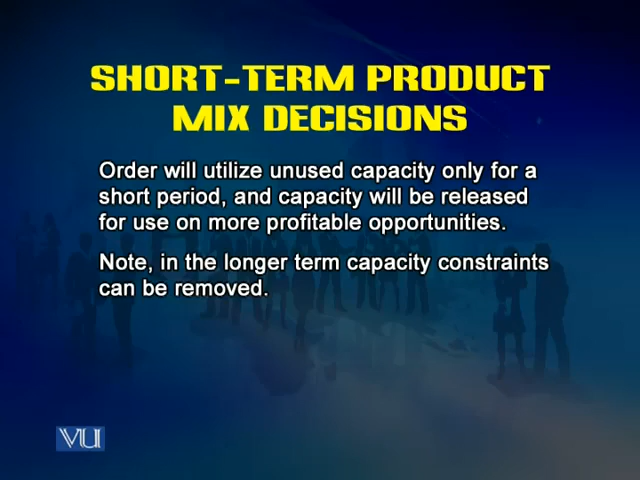 SHORT-TERM PRODUCT
MIX DECISIONS
Order will utilize unused capacity only for a
short period, and capacity will be released
for use on more profitable opportunities.
Note, in the longer term capacity constraints
can be removed.
VU